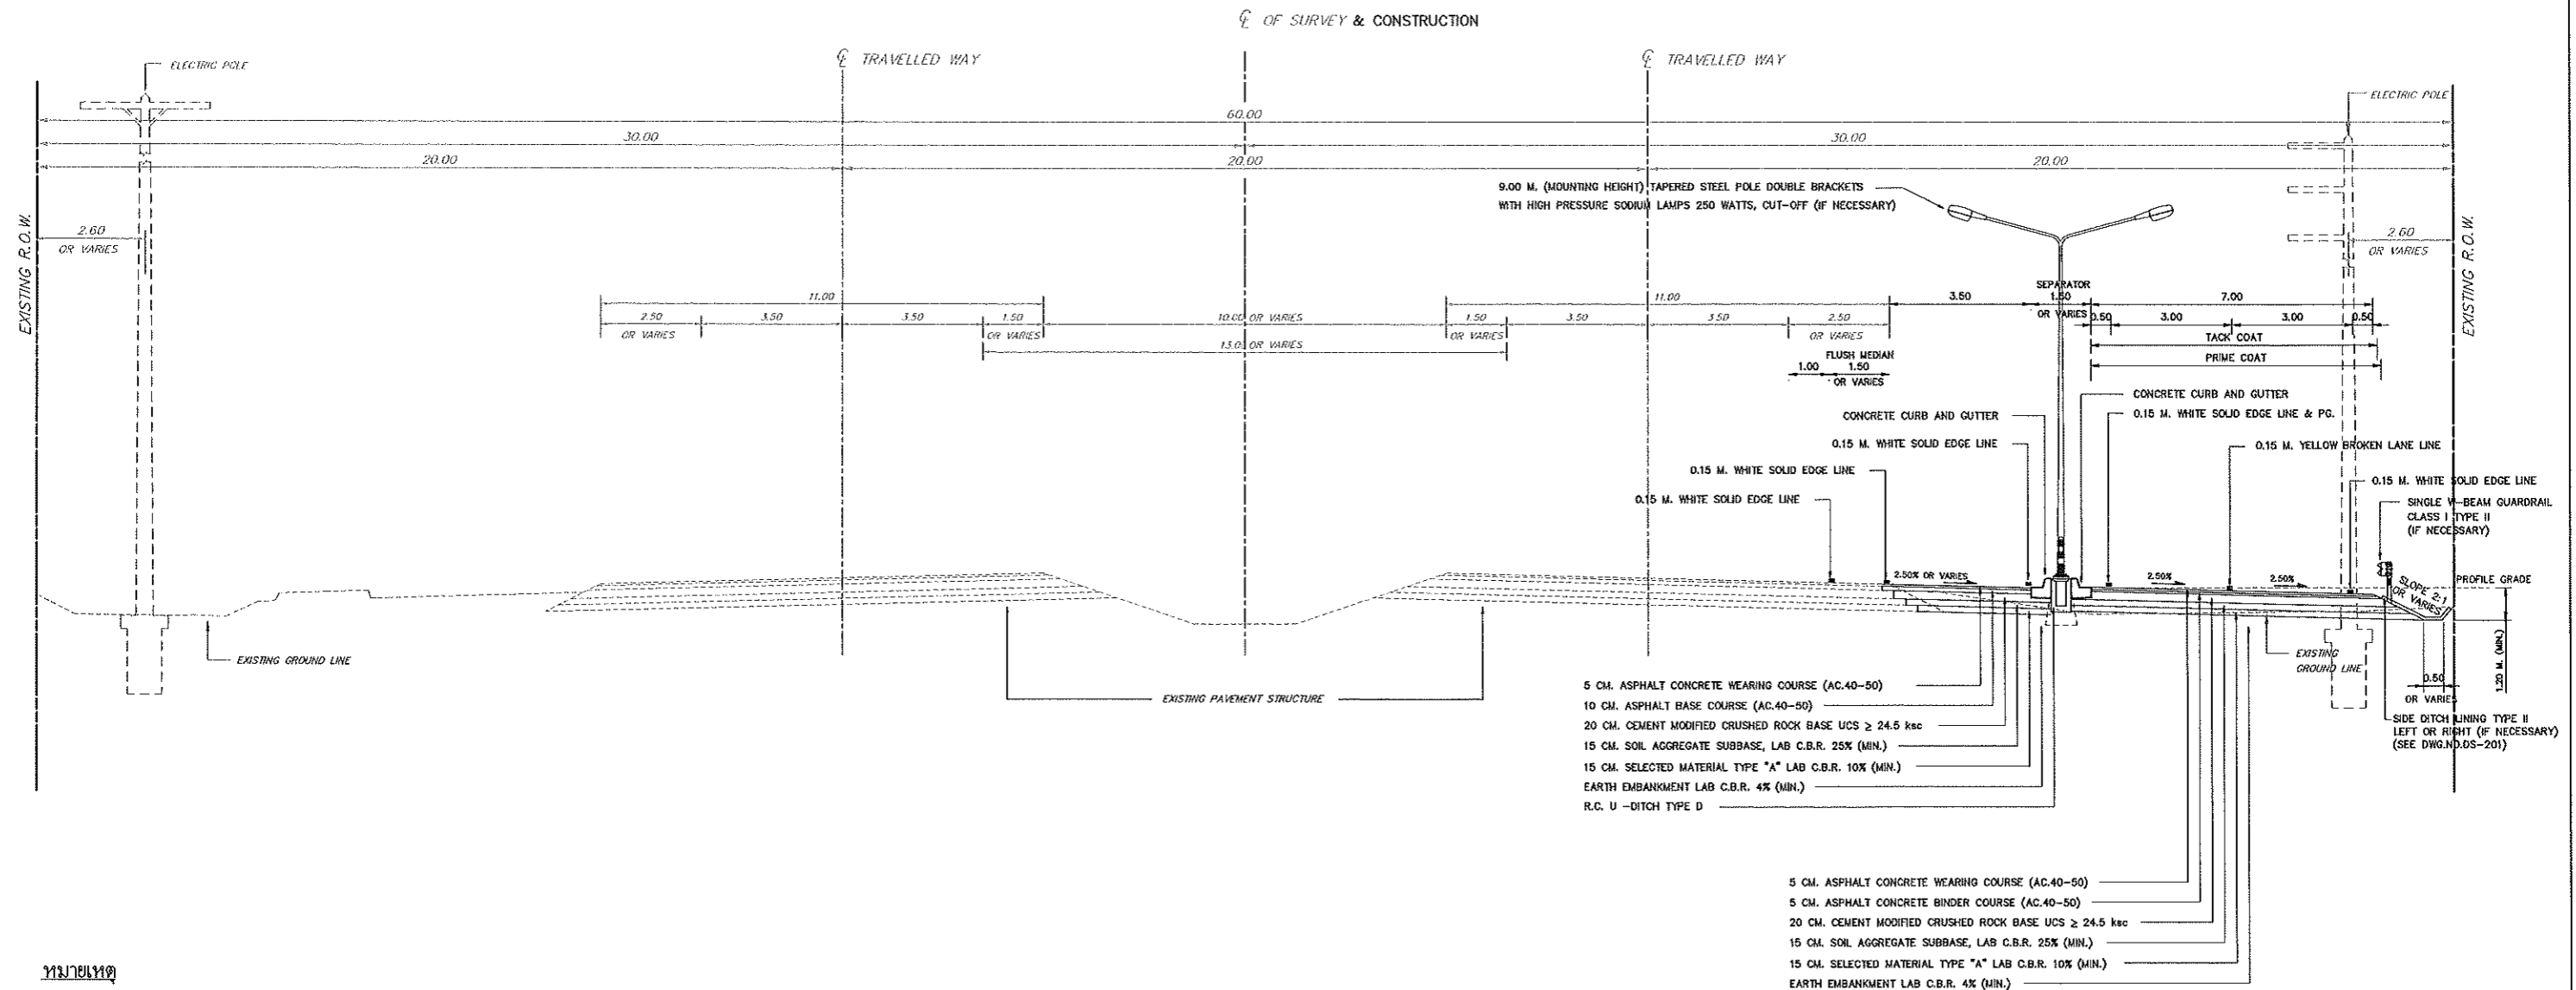 ℄ OF SURVEY & CONSTRUCTION
℄ TRAVELLED WAY
℄ TRAVELLED WAY
ELECTRIC POLE
ELECTRIC POLE
60.00
30.00
30.00
20.00
20.00
20.00
9.00 M. (MOUNTING HEIGHT) TAPERED STEEL POLE DOUBLE BRACKETS
WITH HIGH PRESSURE SODIUM LAMPS 250 WATTS, CUT-OFF (IF NECESSARY)
EXISTING R.O.W.
2.60
OR VARIES
2.60
OR VARIES
EXISTING R.O.W.
11.00
2.50
OR VARIES
3.50
3.50
1.50
OR VARIES
10.00 OR VARIES
13.00 OR VARIES
11.00
1.50
OR VARIES
3.50
3.50
2.50
OR VARIES
3.50
SEPARATOR
1.50
OR VARIES
7.00
0.50
3.00
3.00
0.50
TACK COAT
PRIME COAT
FLUSH MEDIAN
1.00
1.50
OR VARIES
CONCRETE CURB AND GUTTER
CONCRETE CURB AND GUTTER
0.15 M. WHITE SOLID EDGE LINE & PG.
0.15 M. WHITE SOLID EDGE LINE
0.15 M. YELLOW BROKEN LANE LINE
0.15 M. WHITE SOLID EDGE LINE
0.15 M. WHITE SOLID EDGE LINE
0.15 M. WHITE SOLID EDGE LINE
SINGLE W-BEAM GUARDRAIL
CLASS I TYPE II
(IF NECESSARY)
2.50% OR VARIES
2.50%
2.50%
SLOPE 2:1
OR VARIES
PROFILE GRADE
1.20 M. (MIN.)
EXISTING GROUND LINE
EXISTING
GROUND LINE
0.50
OR VARIES
EXISTING PAVEMENT STRUCTURE
SIDE DITCH LINING TYPE II
LEFT OR RIGHT (IF NECESSARY)
(SEE DWG.NO.DS-201)
5 CM. ASPHALT CONCRETE WEARING COURSE (AC.40-50)
10 CM. ASPHALT BASE COURSE (AC.40-50)
20 CM. CEMENT MODIFIED CRUSHED ROCK BASE UCS ≥ 24.5 ksc
15 CM. SOIL AGGREGATE SUBBASE, LAB C.B.R. 25% (MIN.)
15 CM. SELECTED MATERIAL TYPE "A" LAB C.B.R. 10% (MIN.)
EARTH EMBANKMENT LAB C.B.R. 4% (MIN.)
R.C. U -DITCH TYPE D
5 CM. ASPHALT CONCRETE WEARING COURSE (AC.40-50)
5 CM. ASPHALT CONCRETE BINDER COURSE (AC.40-50)
20 CM. CEMENT MODIFIED CRUSHED ROCK BASE UCS ≥ 24.5 ksc
15 CM. SOIL AGGREGATE SUBBASE, LAB C.B.R. 25% (MIN.)
15 CM. SELECTED MATERIAL TYPE "A" LAB C.B.R. 10% (MIN.)
EARTH EMBANKMENT LAB C.B.R. 4% (MIN.)
หมายเหตุ